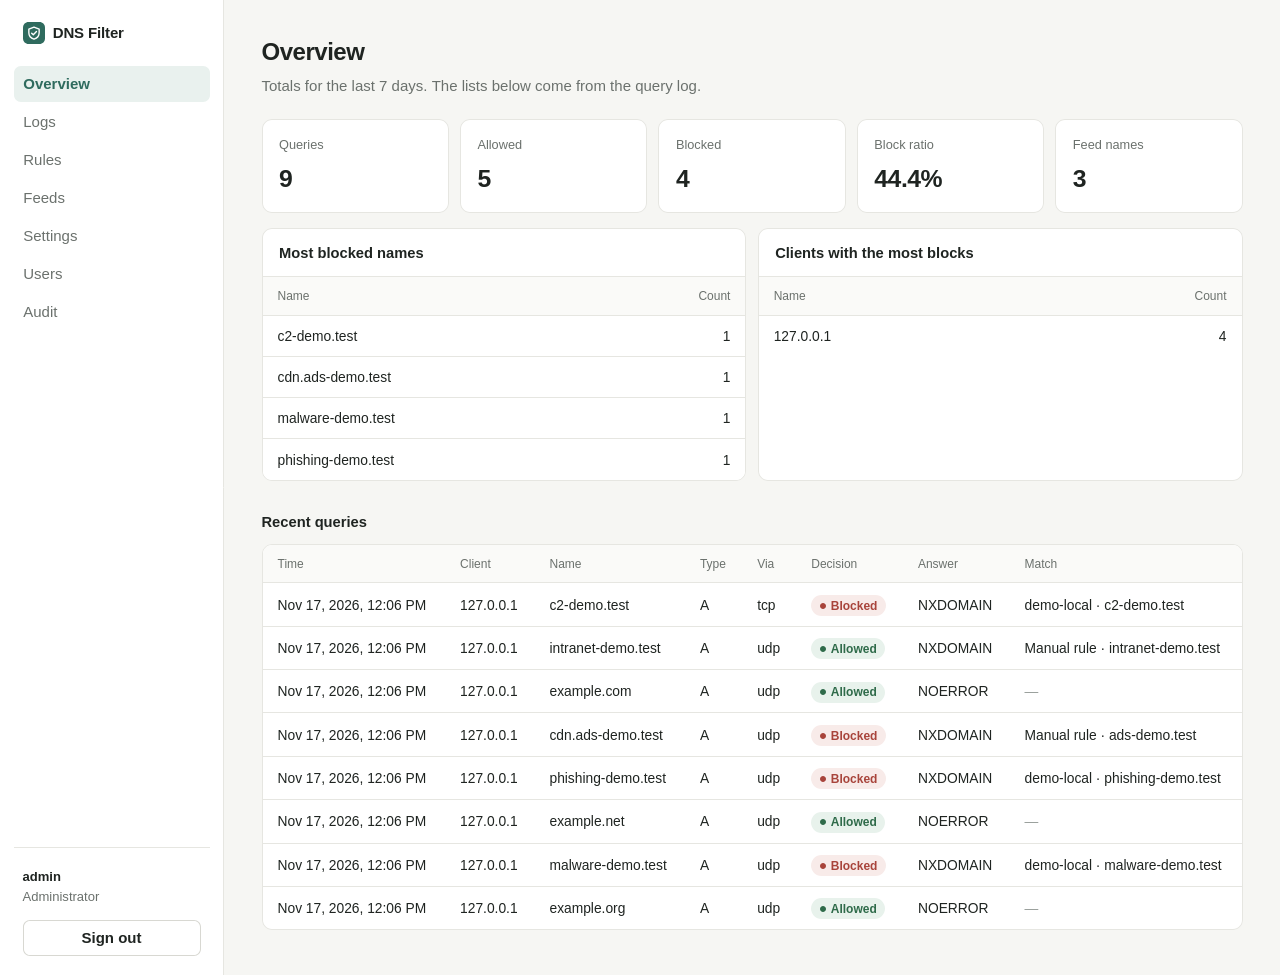 DNS Filter
Overview
Logs
Rules
Feeds
Settings
Users
Audit
admin
Administrator
Sign out
Overview
Totals for the last 7 days. The lists below come from the query log.
Queries Allowed Blocked Block ratio Feed names
9 5 4 44.4% 3
Most blocked names
Name Count
c2-demo.test 1
cdn.ads-demo.test 1
malware-demo.test 1
phishing-demo.test 1
Clients with the most blocks
Name Count
127.0.0.1 4
Recent queries
Time Client Name Type Via Decision Answer Match
Nov 17, 2026, 12:06 PM 127.0.0.1 c2-demo.test A tcp Blocked NXDOMAIN demo-local · c2-demo.test
Nov 17, 2026, 12:06 PM 127.0.0.1 intranet-demo.test A udp Allowed NXDOMAIN Manual rule · intranet-demo.test
Nov 17, 2026, 12:06 PM 127.0.0.1 example.com A udp Allowed NOERROR —
Nov 17, 2026, 12:06 PM 127.0.0.1 cdn.ads-demo.test A udp Blocked NXDOMAIN Manual rule · ads-demo.test
Nov 17, 2026, 12:06 PM 127.0.0.1 phishing-demo.test A udp Blocked NXDOMAIN demo-local · phishing-demo.test
Nov 17, 2026, 12:06 PM 127.0.0.1 example.net A udp Allowed NOERROR —
Nov 17, 2026, 12:06 PM 127.0.0.1 malware-demo.test A udp Blocked NXDOMAIN demo-local · malware-demo.test
Nov 17, 2026, 12:06 PM 127.0.0.1 example.org A udp Allowed NOERROR —